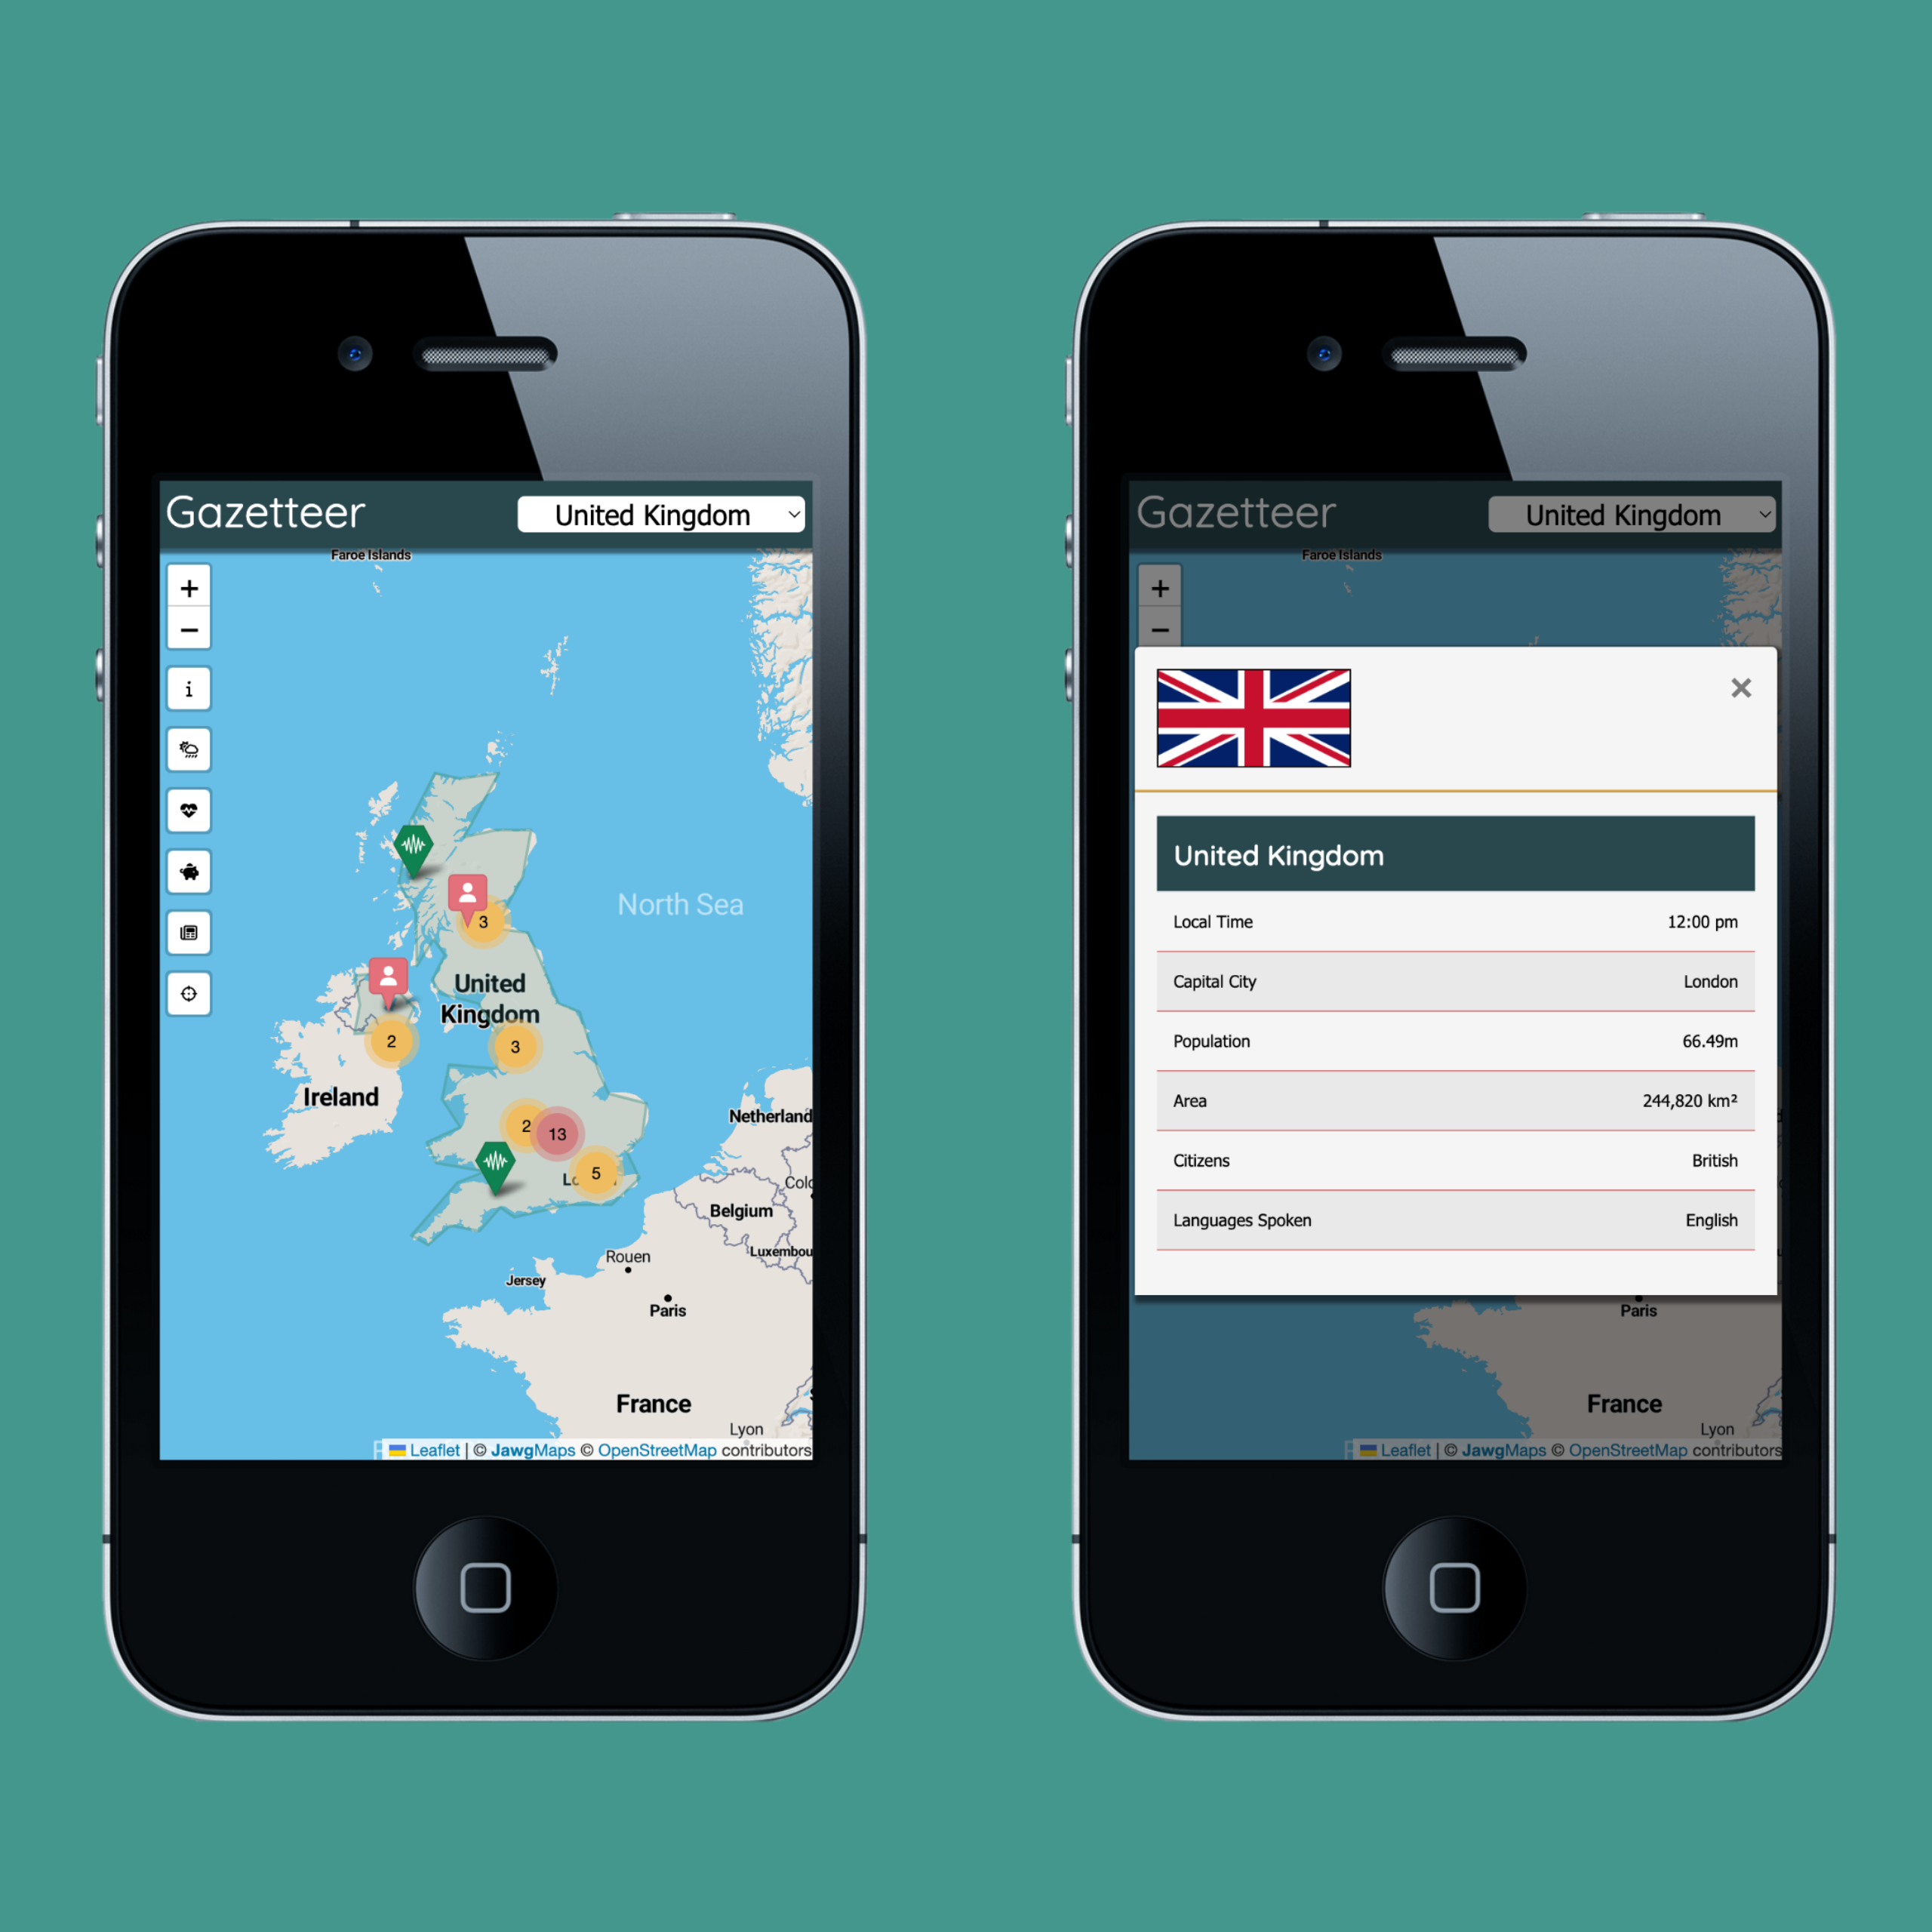 Gazetteer
United Kingdom
Faroe Islands
+
−
i
North Sea
3
United
Kingdom
2
3
Ireland
2
13
Netherland
5
Belgium
Luxembou
Rouen
Jersey
Paris
France
Lyon
Leaflet | © JawgMaps © OpenStreetMap contributors
Gazetteer
United Kingdom
Faroe Islands
+
−
×
United Kingdom
Local Time 12:00 pm
Capital City London
Population 66.49m
Area 244,820 km²
Citizens British
Languages Spoken English
Paris
France
Lyon
Leaflet | © JawgMaps © OpenStreetMap contributors